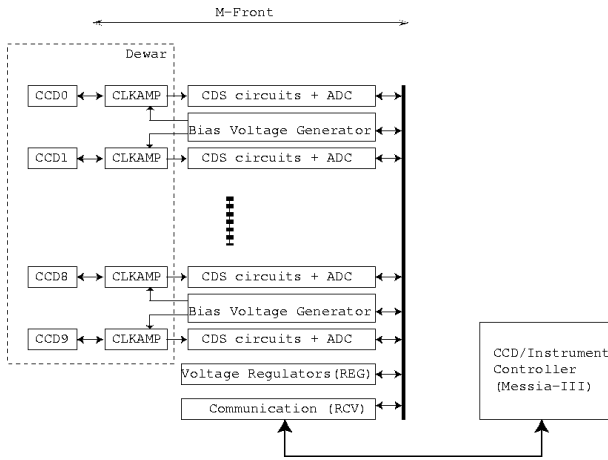 M-Front
Dewar
CCD0 CLKAMP CDS circuits + ADC
Bias Voltage Generator
CCD1 CLKAMP CDS circuits + ADC
CCD8 CLKAMP CDS circuits + ADC
Bias Voltage Generator
CCD9 CLKAMP CDS circuits + ADC
Voltage Regulators(REG)
Communication (RCV)
CCD/Instrument
Controller
(Messia-III)